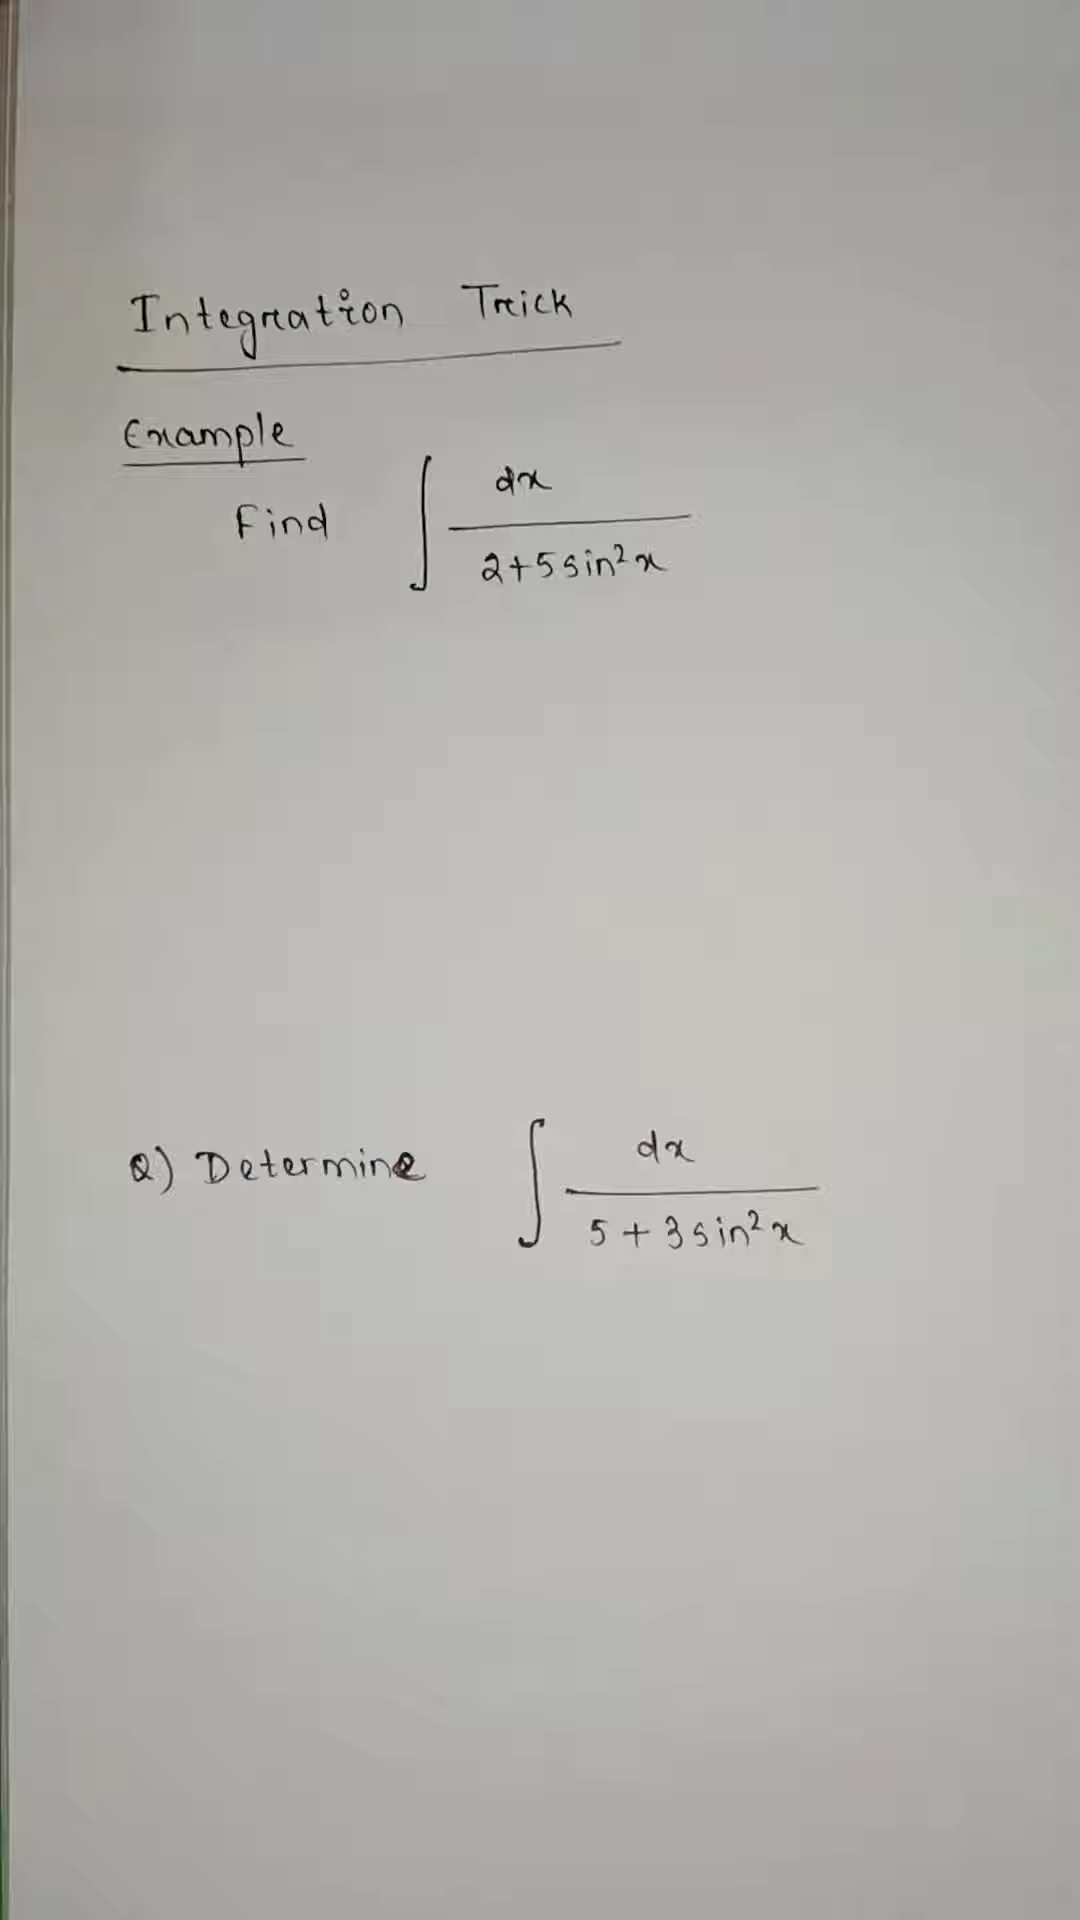 Integration Trick
Example
Find ∫ dx / (2+5sin²x)
Q) Determine ∫ dx / (5+3sin²x)